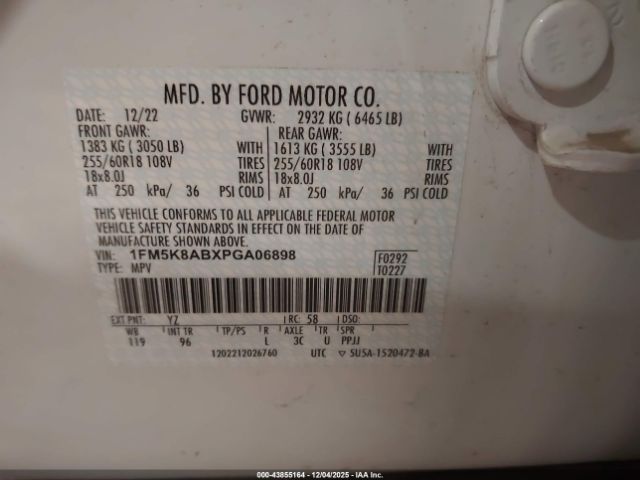 MFD. BY FORD MOTOR CO.
DATE: 12/22 GVWR: 2932 KG ( 6465 LB)
FRONT GAWR: REAR GAWR:
1383 KG ( 3050 LB) WITH 1613 KG ( 3555 LB) WITH
255/60R18 108V TIRES 255/60R18 108V TIRES
18x8.0J RIMS 18x8.0J RIMS
AT 250 kPa/ 36 PSI COLD AT 250 kPa/ 36 PSI COLD
THIS VEHICLE CONFORMS TO ALL APPLICABLE FEDERAL MOTOR
VEHICLE SAFETY STANDARDS IN EFFECT ON THE DATE OF
MANUFACTURE SHOWN ABOVE.
VIN: 1FM5K8ABXPGA06898 F0292
TYPE: MPV T0227
EXT PNT: YZ RC: 58 DSO:
WB INT TR TP/PS R AXLE TR SPR
119 96 L 3C U PPJJ
1202212026760 UTC ▽ SU5A-1520472-BA
000-43855164 - 12/04/2025 - IAA Inc.